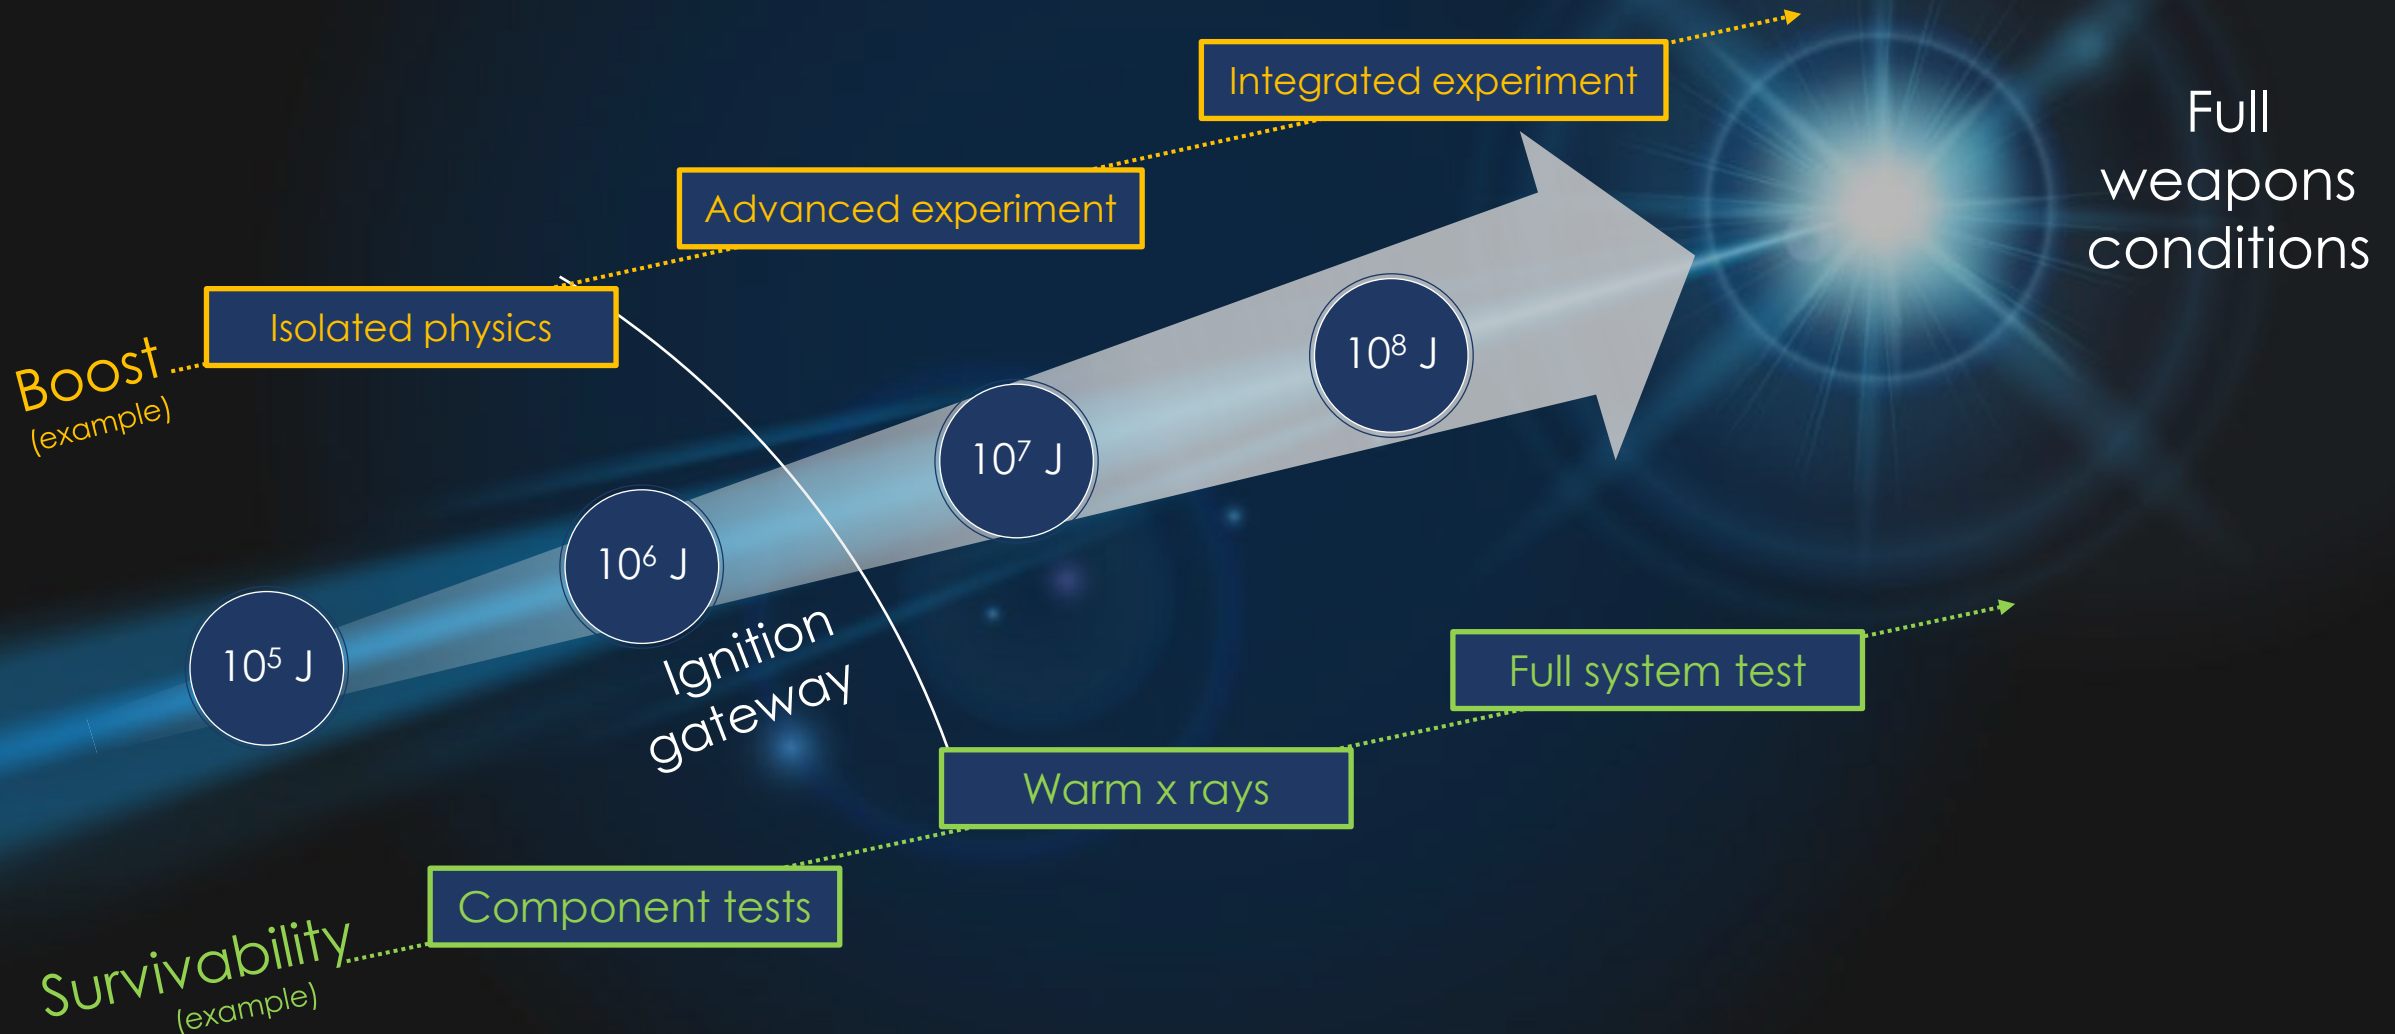 Integrated experiment
Full
weapons
conditions
Advanced experiment
Isolated physics
Boost
(example)
10⁸ J
10⁷ J
10⁶ J
10⁵ J
Ignition
gateway
Full system test
Warm x rays
Component tests
Survivability
(example)